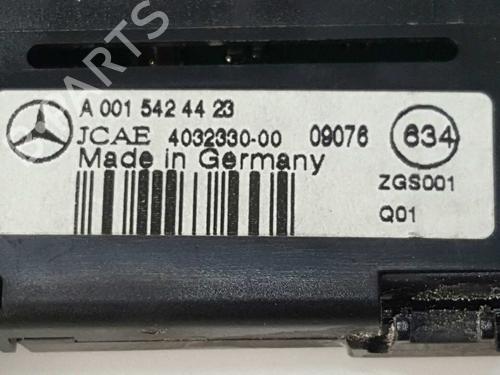 A 001 542 44 23
JCAE 4032330-00 09076
634
Made in Germany
ZGS001
Q01